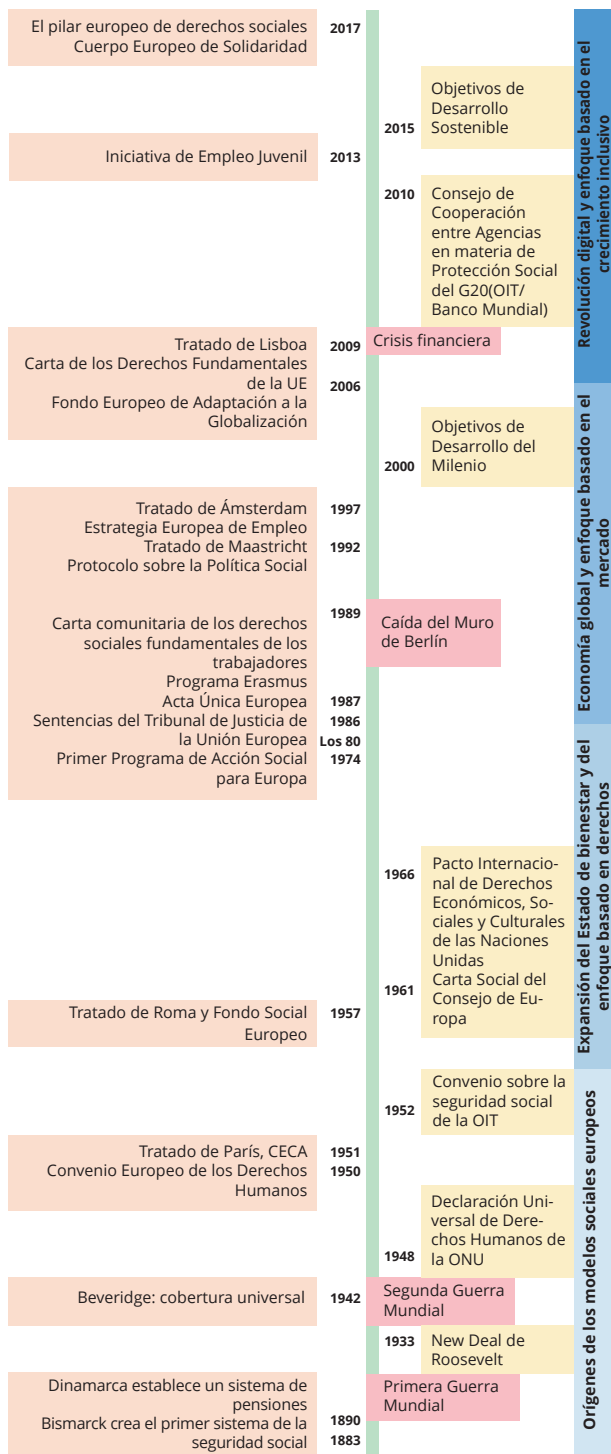 El pilar europeo de derechos sociales
Cuerpo Europeo de Solidaridad
2017
Objetivos de
Desarrollo
Sostenible
2015
Iniciativa de Empleo Juvenil
2013
2010
Consejo de
Cooperación
entre Agencias
en materia de
Protección Social
del G20(OIT/
Banco Mundial)
Revolución digital y enfoque basado en el
crecimiento inclusivo
Crisis financiera
Tratado de Lisboa
2009
Carta de los Derechos Fundamentales
de la UE
2006
Fondo Europeo de Adaptación a la
Globalización
Objetivos de
Desarrollo del
Milenio
2000
Tratado de Ámsterdam
1997
Estrategia Europea de Empleo
Tratado de Maastricht
1992
Protocolo sobre la Política Social
Economía global y enfoque basado en el
mercado
1989
Caída del Muro
de Berlín
Carta comunitaria de los derechos
sociales fundamentales de los
trabajadores
Programa Erasmus
Acta Única Europea
1987
Sentencias del Tribunal de Justicia de
1986
la Unión Europea
Los 80
Primer Programa de Acción Social
1974
para Europa
1966
Pacto Internacio-
nal de Derechos
Económicos, So-
ciales y Culturales
de las Naciones
Unidas
1961
Carta Social del
Consejo de Eu-
ropa
Expansión del Estado de bienestar y del
enfoque basado en derechos
Tratado de Roma y Fondo Social
1957
Europeo
Convenio sobre la
seguridad social
1952
de la OIT
Tratado de París, CECA
1951
Convenio Europeo de los Derechos
1950
Humanos
Declaración Uni-
versal de Dere-
chos Humanos de
1948
la ONU
Beveridge: cobertura universal
1942
Segunda Guerra
Mundial
1933
New Deal de
Roosevelt
Dinamarca establece un sistema de
pensiones
Primera Guerra
Mundial
1890
Bismarck crea el primer sistema de la
seguridad social
1883
Orígenes de los modelos sociales europeos